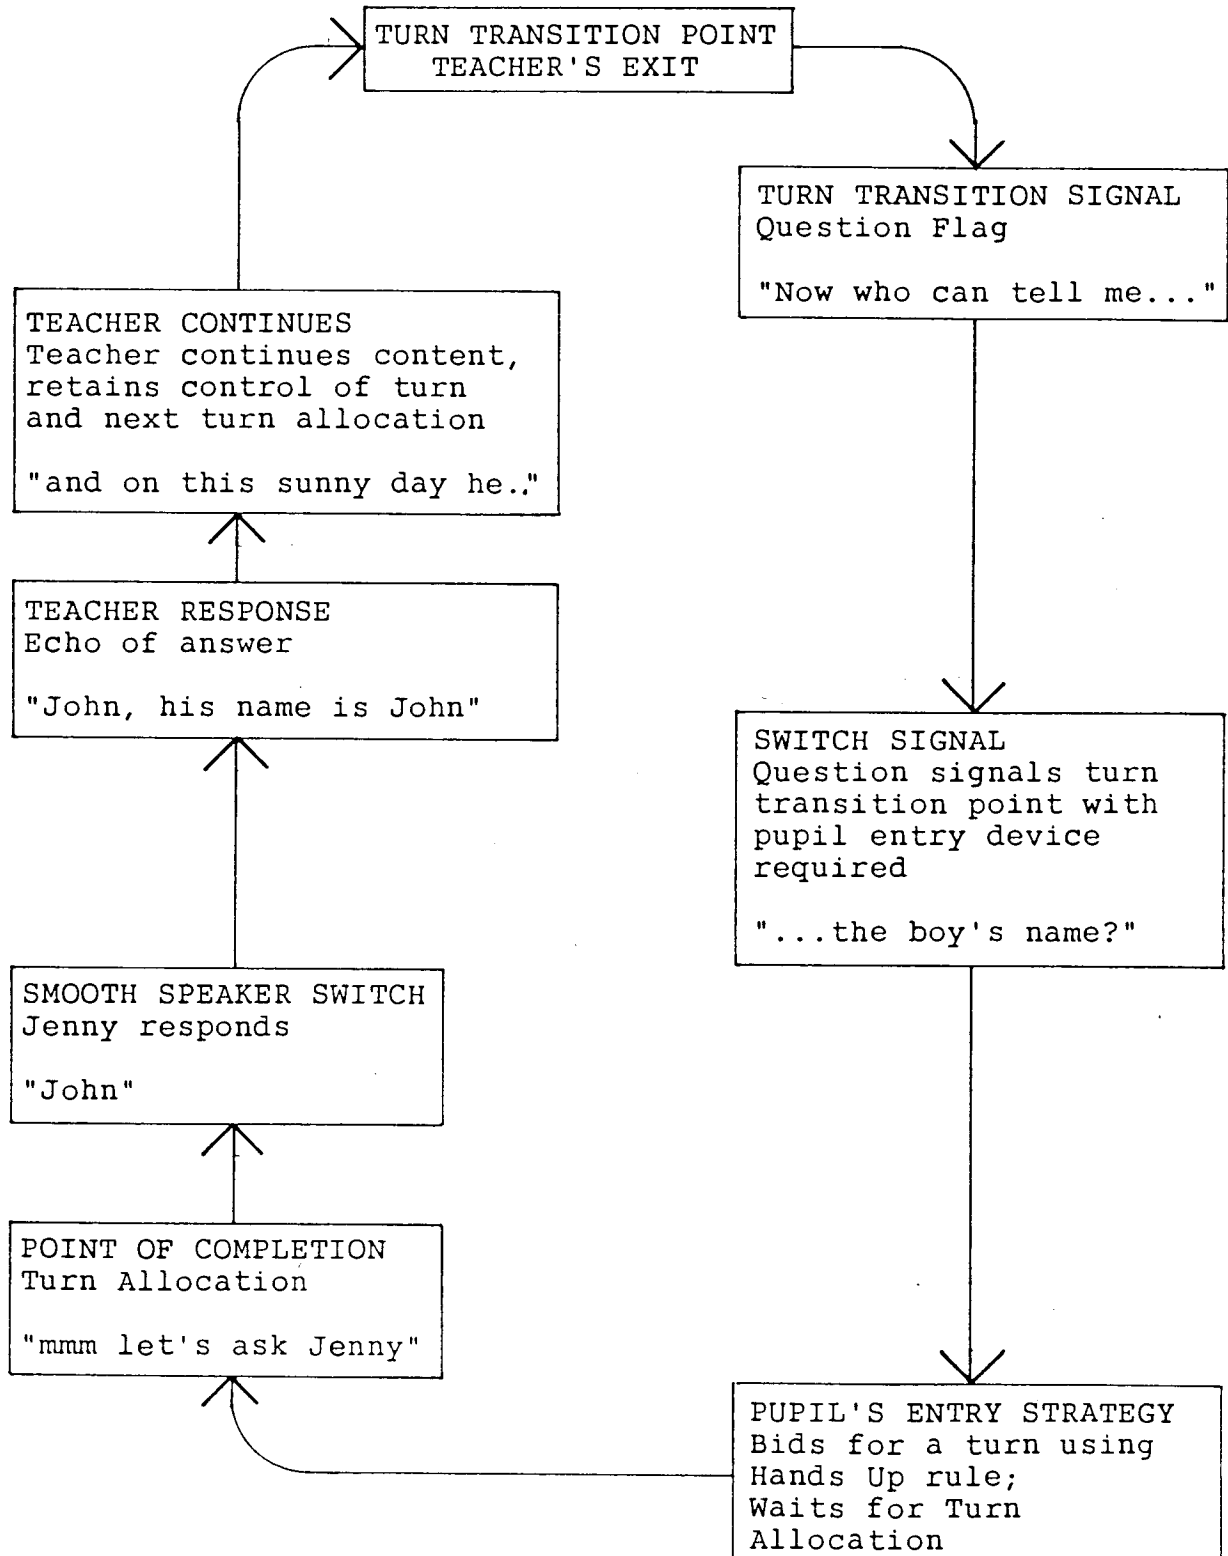 TURN TRANSITION POINT
TEACHER'S EXIT
TURN TRANSITION SIGNAL
Question Flag
"Now who can tell me..."
SWITCH SIGNAL
Question signals turn
transition point with
pupil entry device
required
"...the boy's name?"
PUPIL'S ENTRY STRATEGY
Bids for a turn using
Hands Up rule;
Waits for Turn
Allocation
POINT OF COMPLETION
Turn Allocation
"mmm let's ask Jenny"
SMOOTH SPEAKER SWITCH
Jenny responds
"John"
TEACHER RESPONSE
Echo of answer
"John, his name is John"
TEACHER CONTINUES
Teacher continues content,
retains control of turn
and next turn allocation
"and on this sunny day he.."